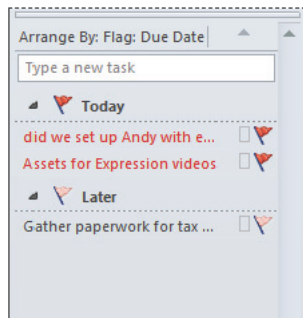 Arrange By: Flag: Due Date
Type a new task
Today
did we set up Andy with e...
Assets for Expression videos
Later
Gather paperwork for tax ...